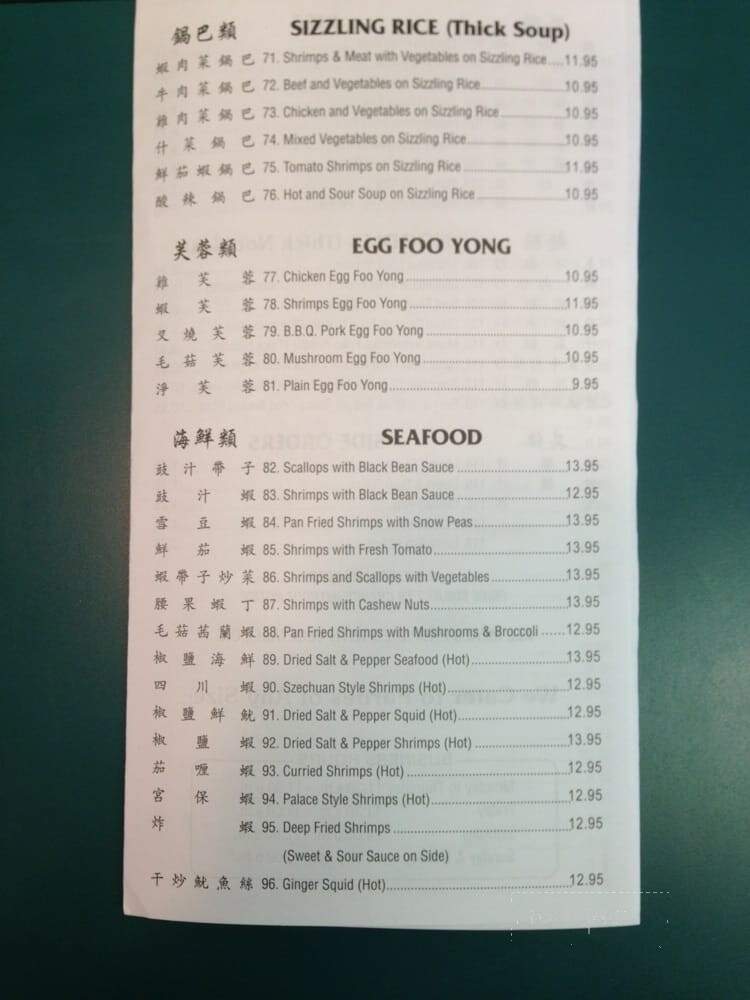 鍋巴類 SIZZLING RICE (Thick Soup)
蝦肉菜鍋巴 71. Shrimps & Meat with Vegetables on Sizzling Rice....11.95
牛肉菜鍋巴 72. Beef and Vegetables on Sizzling Rice....10.95
雞肉菜鍋巴 73. Chicken and Vegetables on Sizzling Rice....10.95
什菜鍋巴 74. Mixed Vegetables on Sizzling Rice....10.95
鮮茄蝦鍋巴 75. Tomato Shrimps on Sizzling Rice....11.95
酸辣鍋巴 76. Hot and Sour Soup on Sizzling Rice....10.95
芙蓉類 EGG FOO YONG
雞芙蓉 77. Chicken Egg Foo Yong....10.95
蝦芙蓉 78. Shrimps Egg Foo Yong....11.95
叉燒芙蓉 79. B.B.Q. Pork Egg Foo Yong....10.95
毛菇芙蓉 80. Mushroom Egg Foo Yong....10.95
淨芙蓉 81. Plain Egg Foo Yong....9.95
海鮮類 SEAFOOD
豉汁帶子 82. Scallops with Black Bean Sauce....13.95
豉汁蝦 83. Shrimps with Black Bean Sauce....12.95
雪豆蝦 84. Pan Fried Shrimps with Snow Peas....13.95
鮮茄蝦 85. Shrimps with Fresh Tomato....13.95
蝦帶子炒菜 86. Shrimps and Scallops with Vegetables....13.95
腰果蝦丁 87. Shrimps with Cashew Nuts....13.95
毛菇茜蘭蝦 88. Pan Fried Shrimps with Mushrooms & Broccoli ......12.95
椒鹽海鮮 89. Dried Salt & Pepper Seafood (Hot)....13.95
四川蝦 90. Szechuan Style Shrimps (Hot)....12.95
椒鹽鮮魷 91. Dried Salt & Pepper Squid (Hot)....12.95
椒鹽蝦 92. Dried Salt & Pepper Shrimps (Hot)....13.95
茄喱蝦 93. Curried Shrimps (Hot)....12.95
宮保蝦 94. Palace Style Shrimps (Hot)....12.95
炸蝦 95. Deep Fried Shrimps....12.95
(Sweet & Sour Sauce on Side)
干炒魷魚絲 96. Ginger Squid (Hot)....12.95